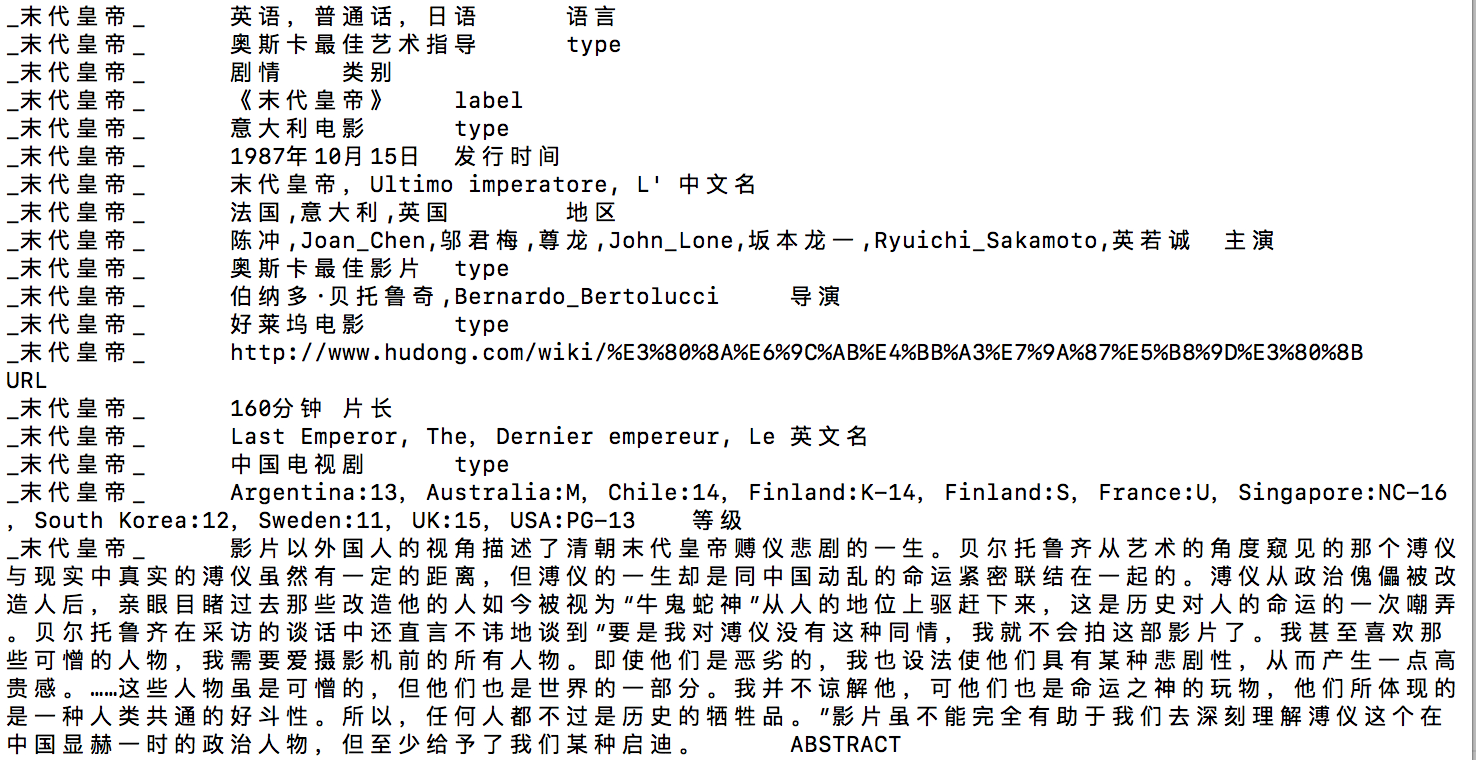 _末代皇帝_ 英语, 普通话, 日语 语言
_末代皇帝_ 奥斯卡最佳艺术指导 type
_末代皇帝_ 剧情 类别
_末代皇帝_ 《末代皇帝》 label
_末代皇帝_ 意大利电影 type
_末代皇帝_ 1987年10月15日 发行时间
_末代皇帝_ 末代皇帝, Ultimo imperatore, L' 中文名
_末代皇帝_ 法国,意大利,英国 地区
_末代皇帝_ 陈冲,Joan_Chen,邬君梅,尊龙,John_Lone,坂本龙一,Ryuichi_Sakamoto,英若诚 主演
_末代皇帝_ 奥斯卡最佳影片 type
_末代皇帝_ 伯纳多·贝托鲁奇,Bernardo_Bertolucci 导演
_末代皇帝_ 好莱坞电影 type
_末代皇帝_ http://www.hudong.com/wiki/%E3%80%8A%E6%9C%AB%E4%BB%A3%E7%9A%87%E5%B8%9D%E3%80%8B
URL
_末代皇帝_ 160分钟 片长
_末代皇帝_ Last Emperor, The, Dernier empereur, Le 英文名
_末代皇帝_ 中国电视剧 type
_末代皇帝_ Argentina:13, Australia:M, Chile:14, Finland:K-14, Finland:S, France:U, Singapore:NC-16
, South Korea:12, Sweden:11, UK:15, USA:PG-13 等级
_末代皇帝_ 影片以外国人的视角描述了清朝末代皇帝赙仪悲剧的一生。贝尔托鲁齐从艺术的角度窥见的那个溥仪
与现实中真实的溥仪虽然有一定的距离，但溥仪的一生却是同中国动乱的命运紧密联结在一起的。溥仪从政治傀儡被改
造人后，亲眼目睹过去那些改造他的人如今被视为“牛鬼蛇神”从人的地位上驱赶下来，这是历史对人的命运的一次嘲弄
。贝尔托鲁齐在采访的谈话中还直言不讳地谈到“要是我对溥仪没有这种同情，我就不会拍这部影片了。我甚至喜欢那
些可憎的人物，我需要爱摄影机前的所有人物。即使他们是恶劣的，我也设法使他们具有某种悲剧性，从而产生一点高
贵感。……这些人物虽是可憎的，但他们也是世界的一部分。我并不谅解他，可他们也是命运之神的玩物，他们所体现的
是一种人类共通的好斗性。所以，任何人都不过是历史的牺牲品。”影片虽不能完全有助于我们去深刻理解溥仪这个在
中国显赫一时的政治人物，但至少给予了我们某种启迪。 ABSTRACT